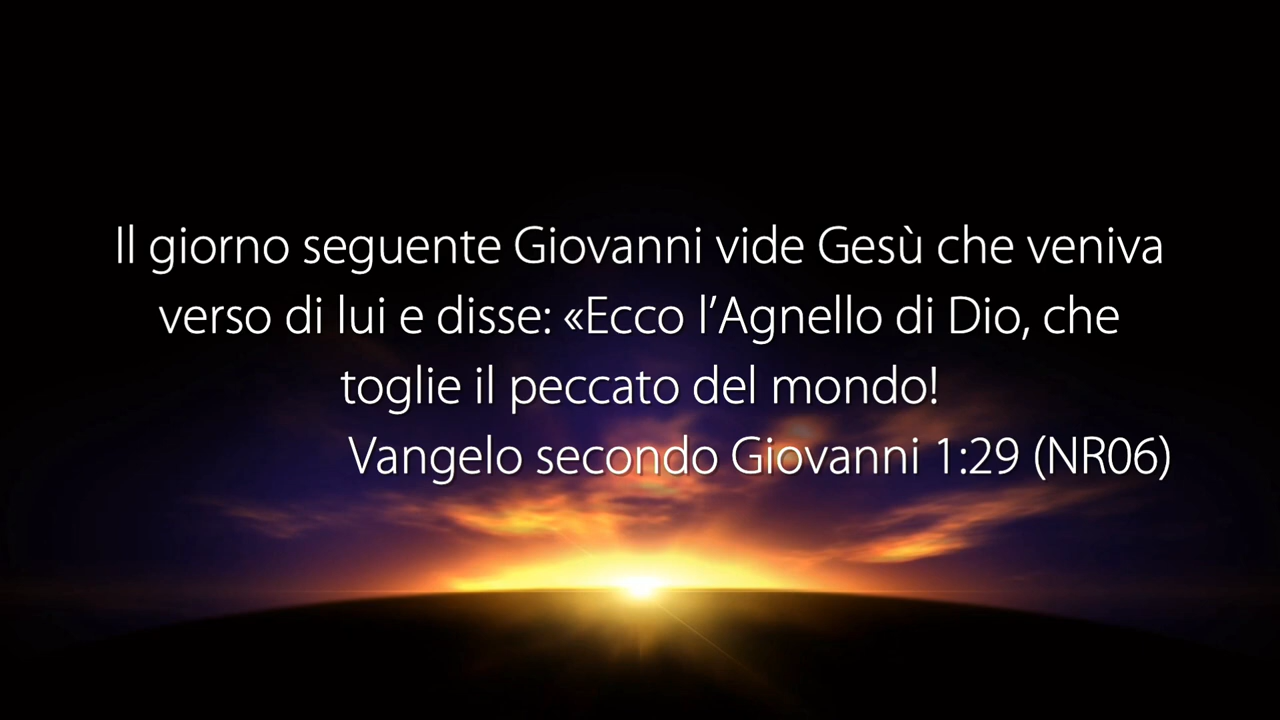 Il giorno seguente Giovanni vide Gesù che veniva
verso di lui e disse: «Ecco l’Agnello di Dio, che
toglie il peccato del mondo!
Vangelo secondo Giovanni 1:29 (NR06)